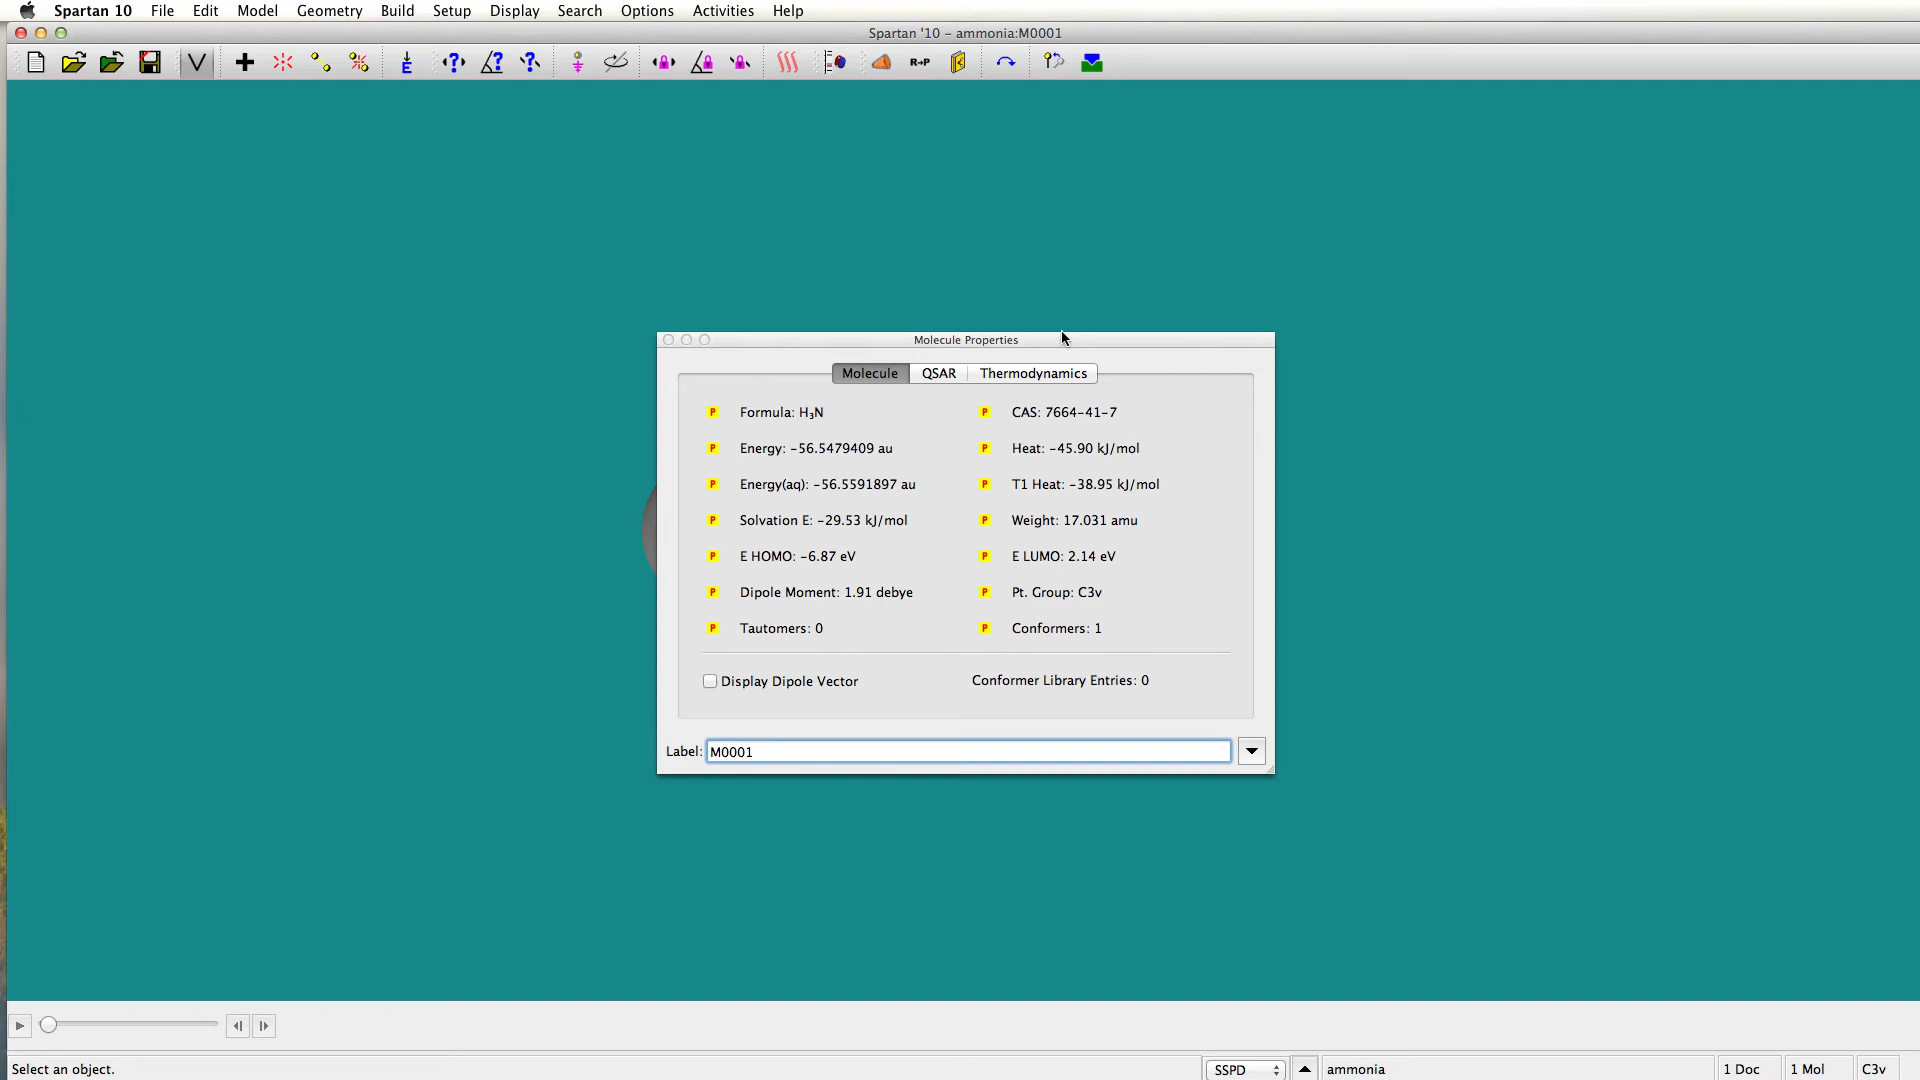 Spartan 10 File Edit Model Geometry Build Setup Display Search Options Activities Help
Spartan '10 – ammonia:M0001
R→P
Molecule Properties
Molecule QSAR Thermodynamics
P Formula: H₃N P CAS: 7664–41–7
P Energy: –56.5479409 au P Heat: –45.90 kJ/mol
P Energy(aq): –56.5591897 au P T1 Heat: –38.95 kJ/mol
P Solvation E: –29.53 kJ/mol P Weight: 17.031 amu
P E HOMO: –6.87 eV P E LUMO: 2.14 eV
P Dipole Moment: 1.91 debye P Pt. Group: C3v
P Tautomers: 0 P Conformers: 1
Display Dipole Vector Conformer Library Entries: 0
Label: M0001
Select an object. SSPD ammonia 1 Doc 1 Mol C3v